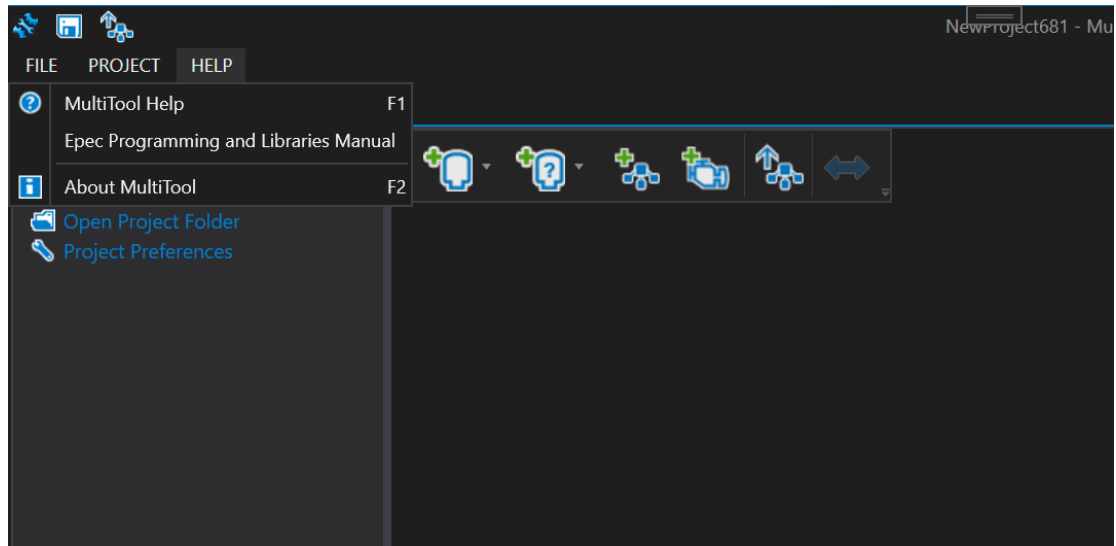 NewProject681 - Mu
FILE PROJECT HELP
MultiTool Help F1
Epec Programming and Libraries Manual
About MultiTool F2
Open Project Folder
Project Preferences